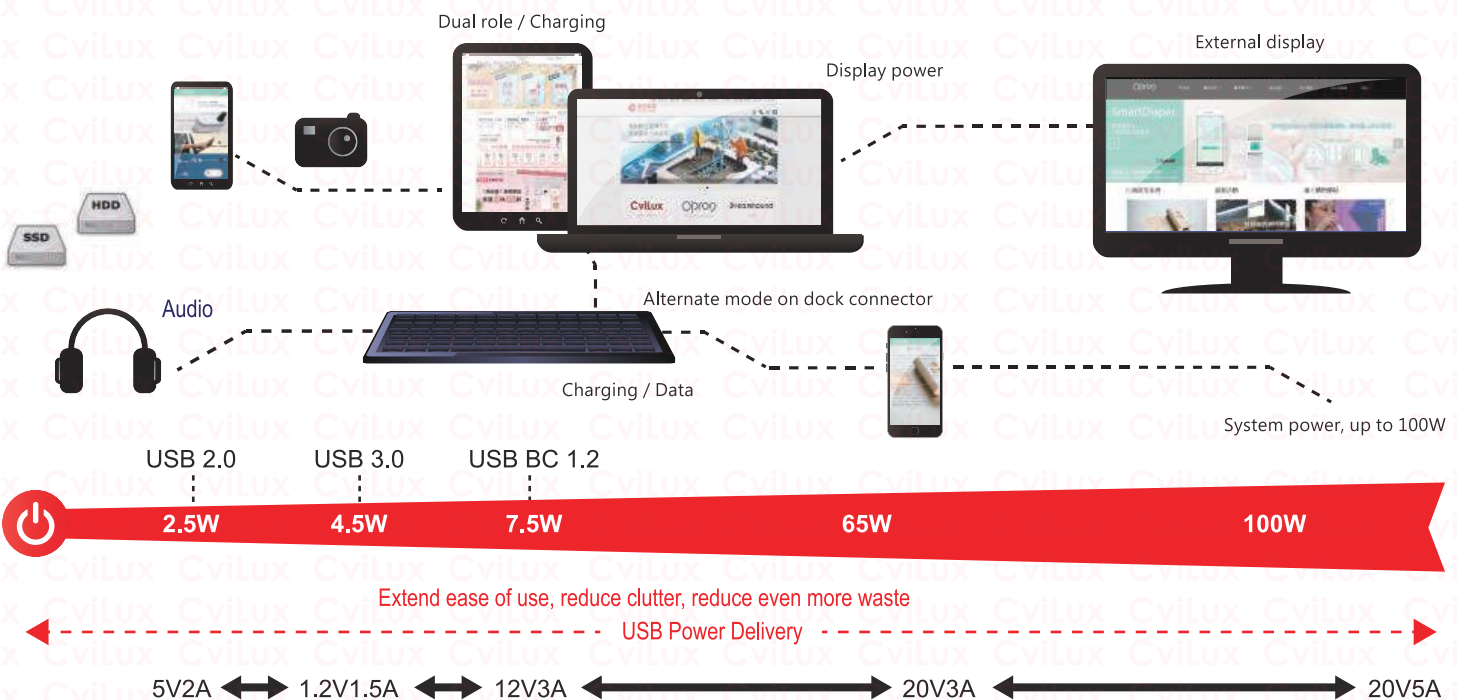 Dual role / Charging
External display
Display power
HDD
SSD
CviLux
Oprog
SmartDiaper
Audio
Alternate mode on dock connector
Charging / Data
System power, up to 100W
USB 2.0 USB 3.0 USB BC 1.2
2.5W 4.5W 7.5W 65W 100W
Extend ease of use, reduce clutter, reduce even more waste
USB Power Delivery
5V2A 1.2V1.5A 12V3A 20V3A 20V5A